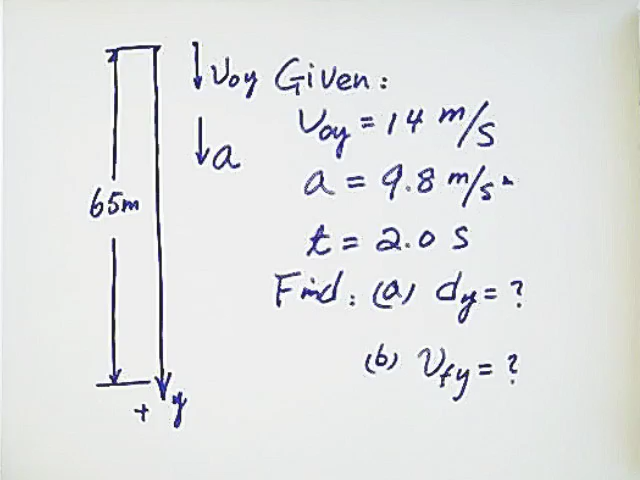 ↓ v₀y Given:
↓ a v₀y = 14 m/s
65m
a = 9.8 m/s²
t = 2.0 s
Find: (a) dy = ?
(b) vfy = ?
+ y